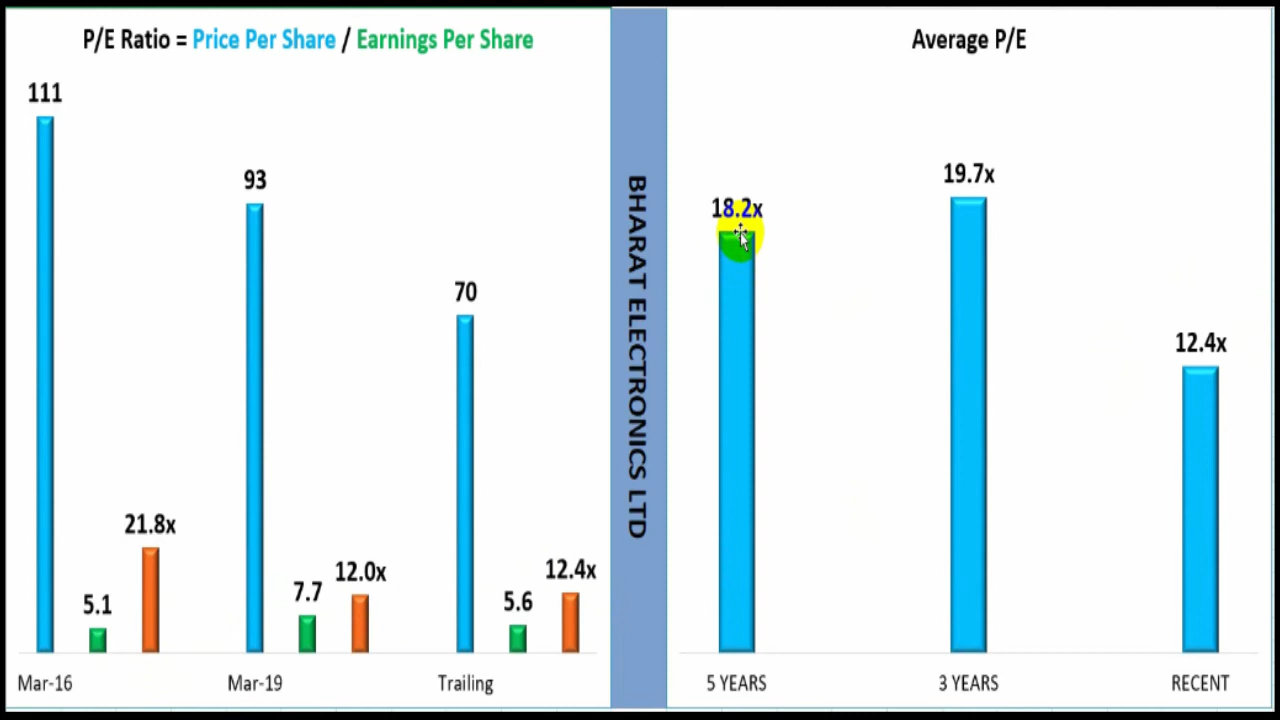 P/E Ratio = Price Per Share / Earnings Per Share
111
5.1
21.8x
93
7.7
12.0x
70
5.6
12.4x
Mar-16
Mar-19
Trailing
BHARAT ELECTRONICS LTD
Average P/E
18.2x
19.7x
12.4x
5 YEARS
3 YEARS
RECENT